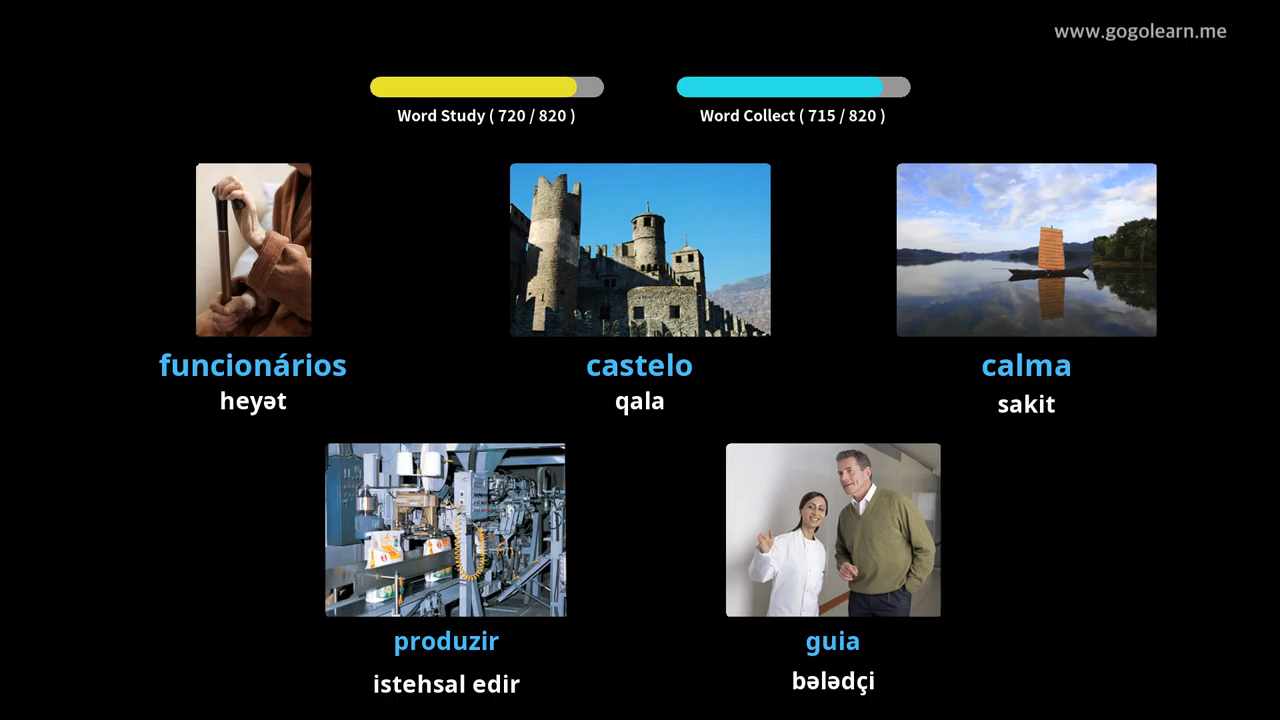 www.gogolearn.me
Word Study ( 720 / 820 )
Word Collect ( 715 / 820 )
funcionários
heyət
castelo
qala
calma
sakit
produzir
istehsal edir
guia
bələdçi